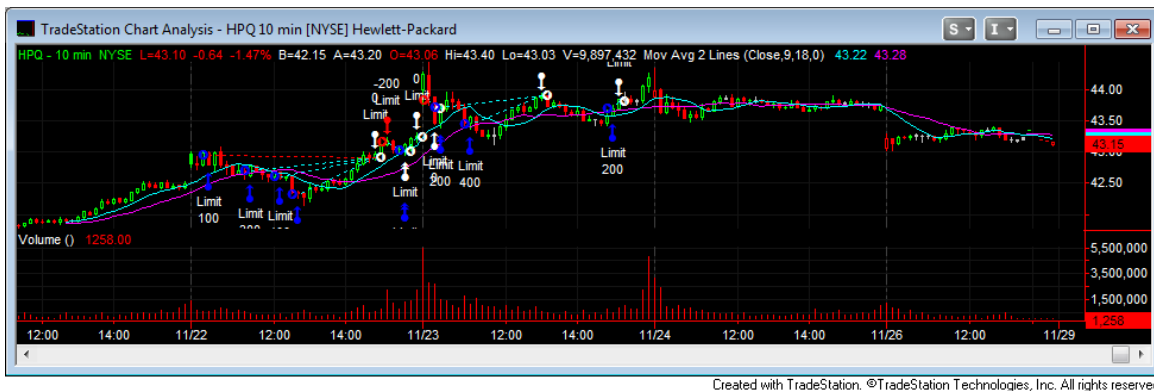 TradeStation Chart Analysis - HPQ 10 min [NYSE] Hewlett-Packard
S I
HPQ - 10 min NYSE L=43.10 -0.64 -1.47% B=42.15 A=43.20 O=43.06 Hi=43.40 Lo=43.03 V=9,897,432 Mov Avg 2 Lines (Close,9,18,0) 43.22 43.28
Limit
-200 0
0 Limit Limit
Limit
Limit
44.00
43.50
43.15
43.00
42.50
Limit
100
Limit
Limit
Limit
200
0
Limit
400
Limit
200
Volume () 1258.00
5,500,000
3,500,000
1,500,000
1,258
12:00 14:00 11/22 12:00 14:00 11/23 12:00 14:00 11/24 12:00 14:00 11/26 12:00 11/29
Created with TradeStation. ©TradeStation Technologies, Inc. All rights reserve